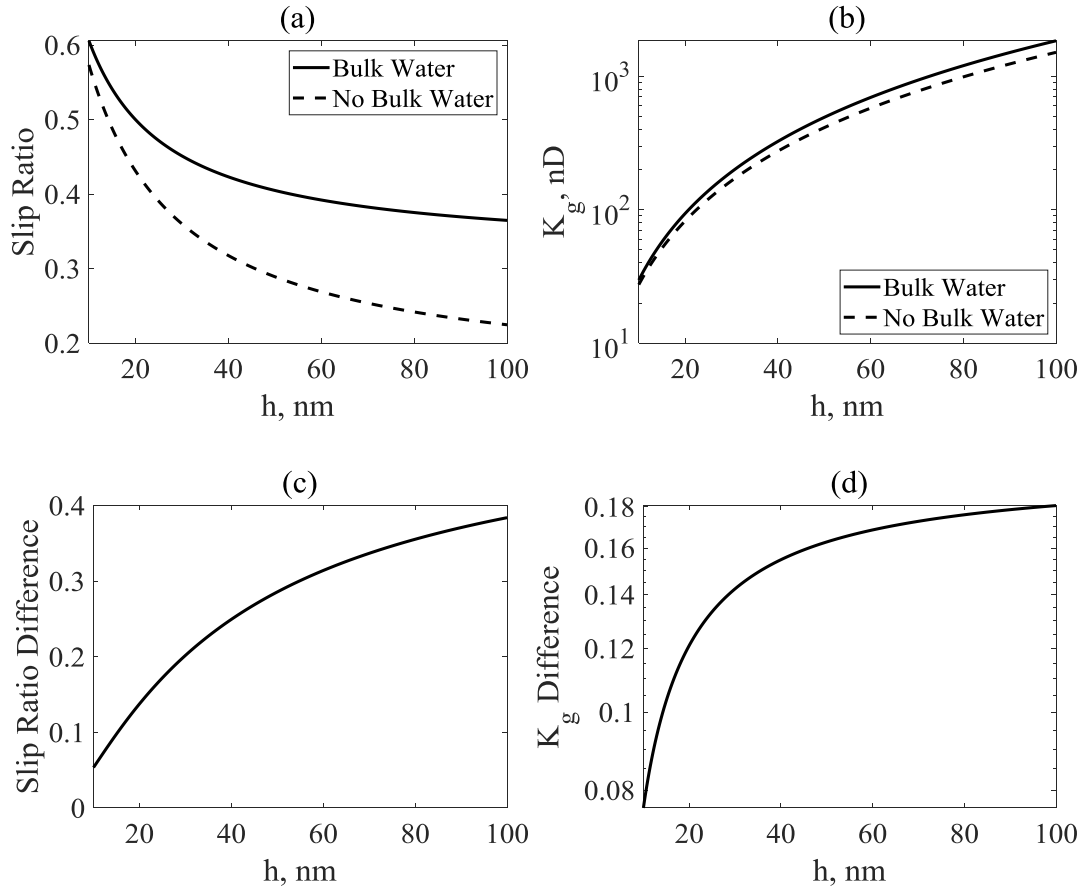 (a)
0.6
0.5
0.4
0.3
0.2
Slip Ratio
Bulk Water
No Bulk Water
20 40 60 80 100
h, nm
(b)
10^3
10^2
10^1
K_g, nD
Bulk Water
No Bulk Water
20 40 60 80 100
h, nm
(c)
0.4
0.3
0.2
0.1
0
Slip Ratio Difference
20 40 60 80 100
h, nm
(d)
0.18
0.16
0.14
0.12
0.1
0.08
K_g Difference
20 40 60 80 100
h, nm